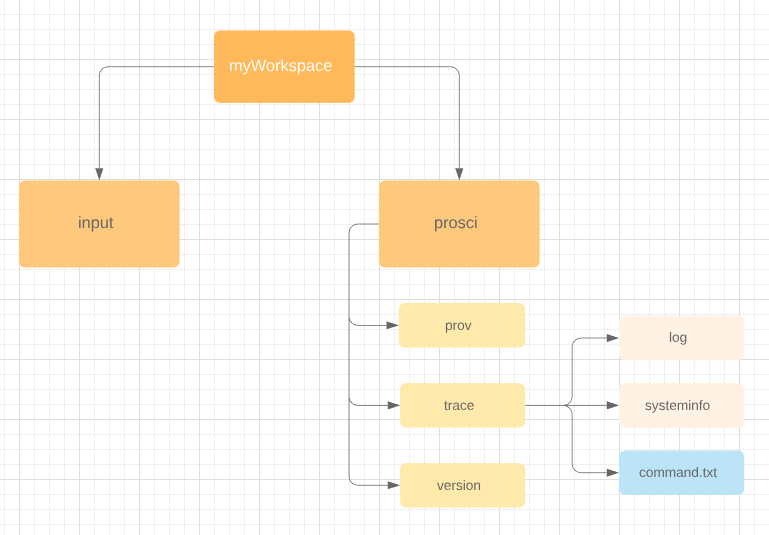 myWorkspace
input
prosci
prov
trace
version
log
systeminfo
command.txt